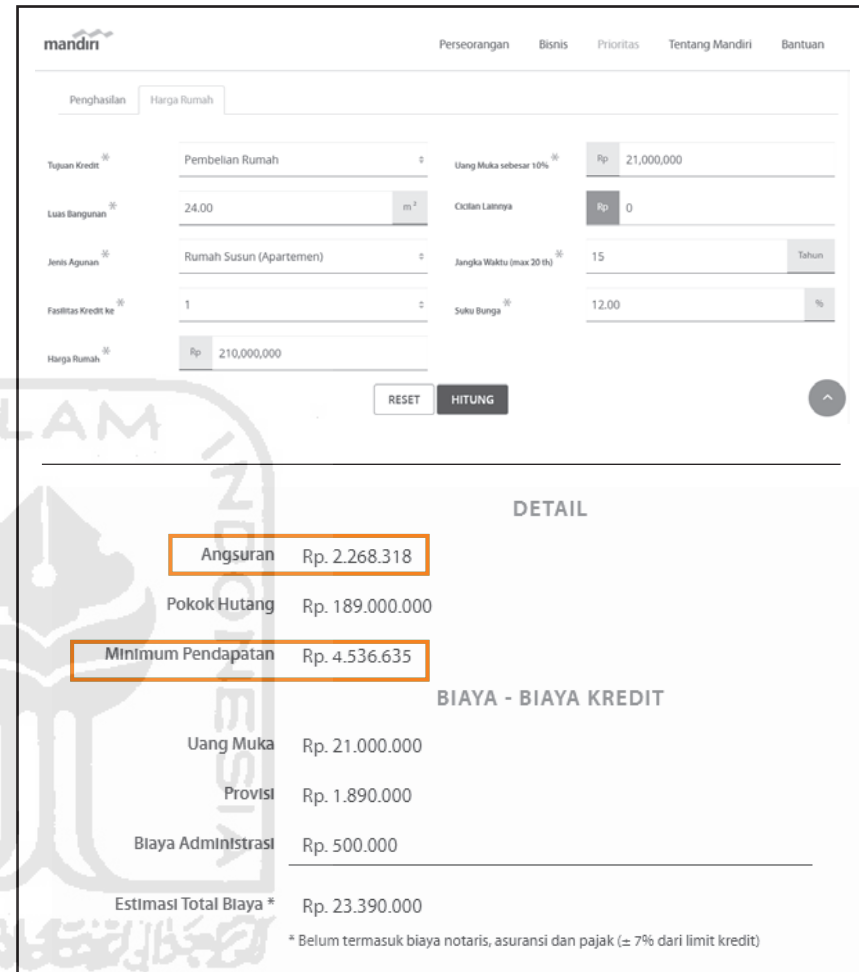 mandiri
Perseorangan Bisnis Prioritas Tentang Mandiri Bantuan
Penghasilan Harga Rumah
Tujuan Kredit * Pembelian Rumah
Uang Muka sebesar 10% * Rp 21,000,000
Luas Bangunan * 24.00 m²
Cicilan Lainnya Rp 0
Jenis Agunan * Rumah Susun (Apartemen)
Jangka Waktu (max 20 th) * 15 Tahun
Fasilitas Kredit ke * 1
Suku Bunga * 12.00 %
Harga Rumah * Rp 210,000,000
RESET HITUNG
LAM
INDONESIA
DETAIL
Angsuran Rp. 2.268.318
Pokok Hutang Rp. 189.000.000
Minimum Pendapatan Rp. 4.536.635
BIAYA - BIAYA KREDIT
Uang Muka Rp. 21.000.000
Provisi Rp. 1.890.000
Biaya Administrasi Rp. 500.000
Estimasi Total Biaya * Rp. 23.390.000
* Belum termasuk biaya notaris, asuransi dan pajak (± 7% dari limit kredit)